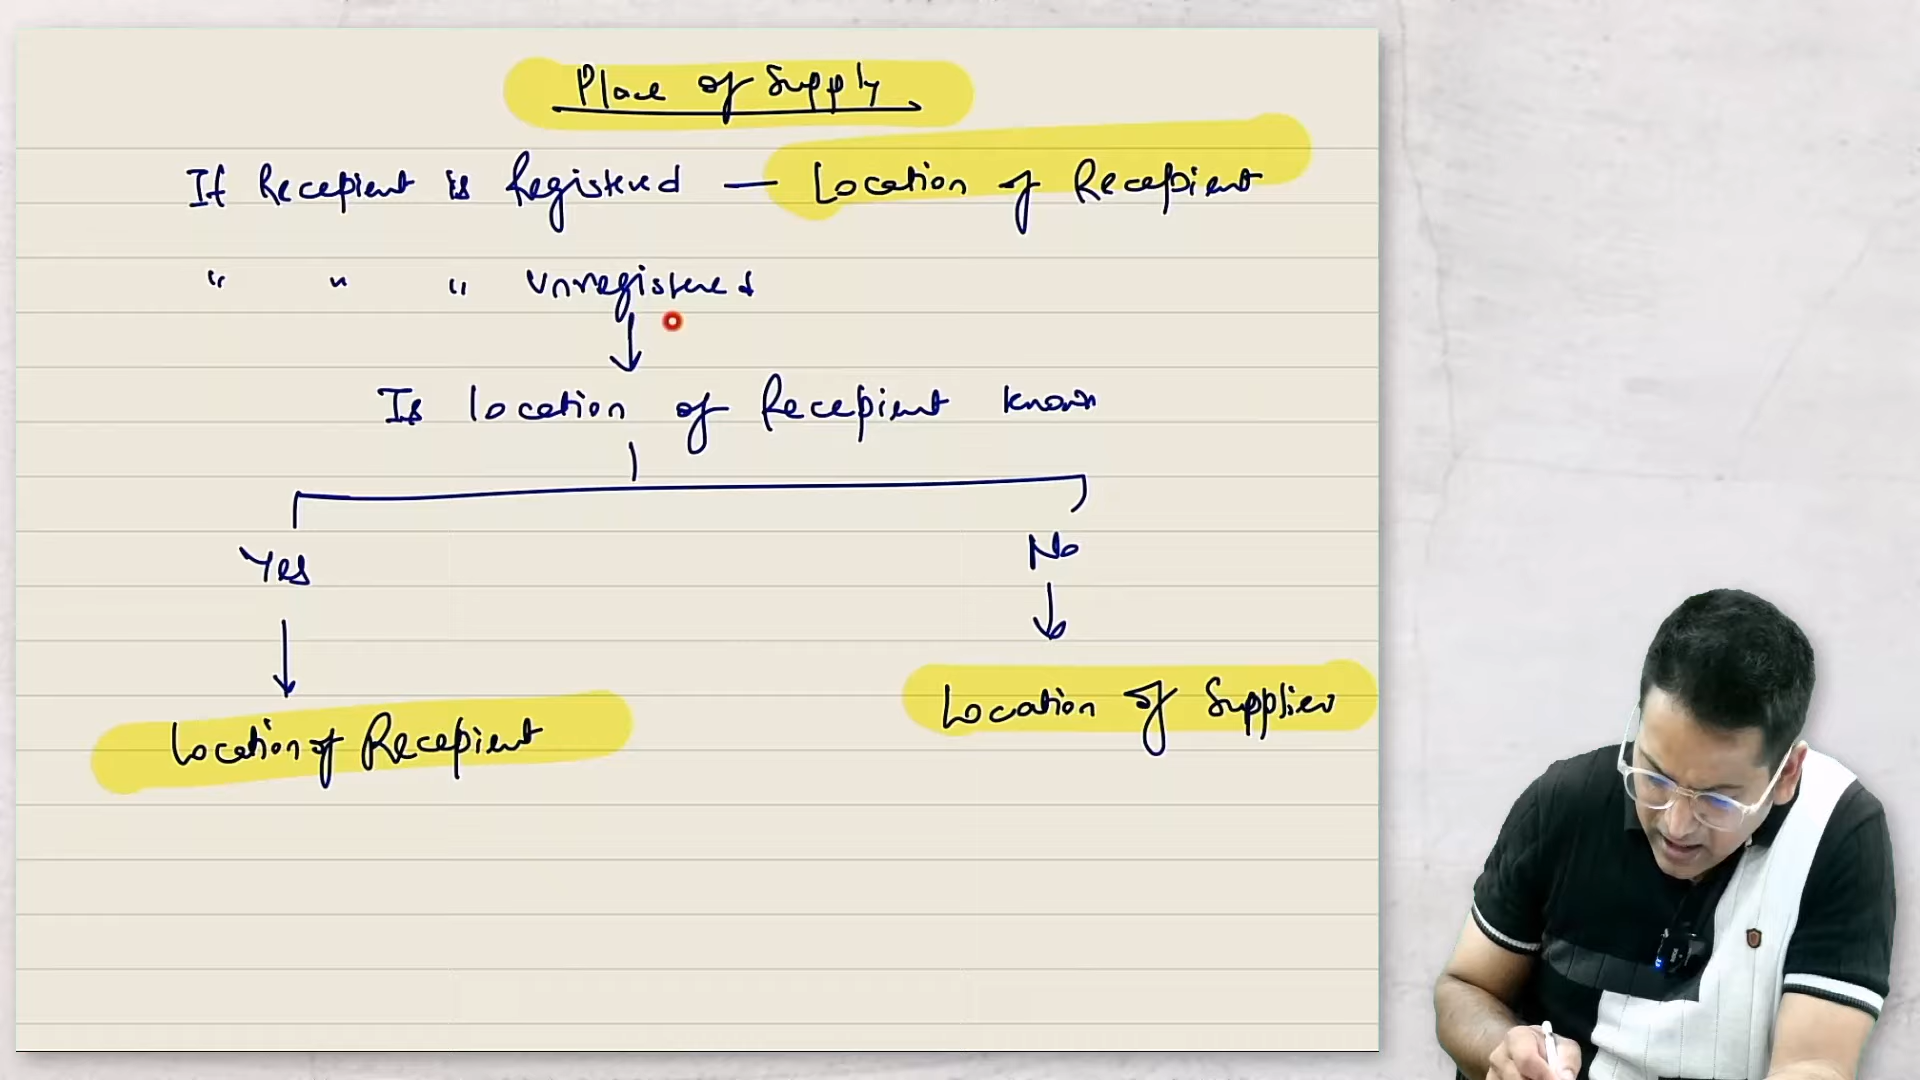 Place of Supply
If Recepient is Registered — Location of Recepient
" " " Unregistered
Is location of Recepient known
Yes No
Location of Recepient Location of Supplier